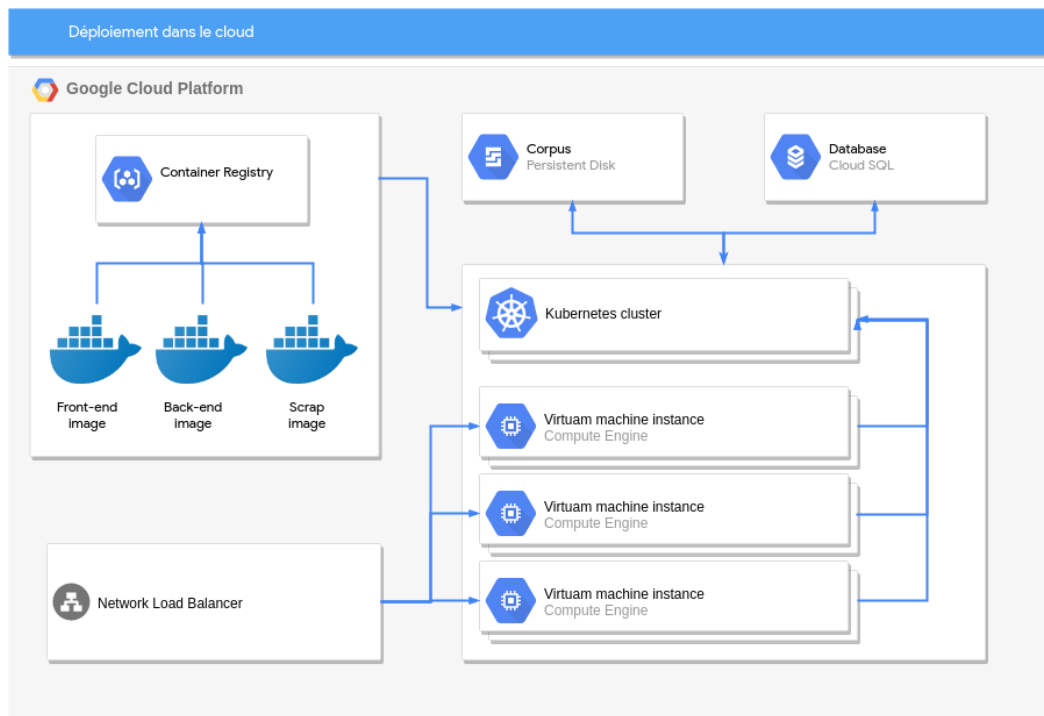 Déploiement dans le cloud
Google Cloud Platform
Container Registry
Front-end
image
Back-end
image
Scrap
image
Corpus
Persistent Disk
Database
Cloud SQL
Kubernetes cluster
Virtuam machine instance
Compute Engine
Virtuam machine instance
Compute Engine
Virtuam machine instance
Compute Engine
Network Load Balancer